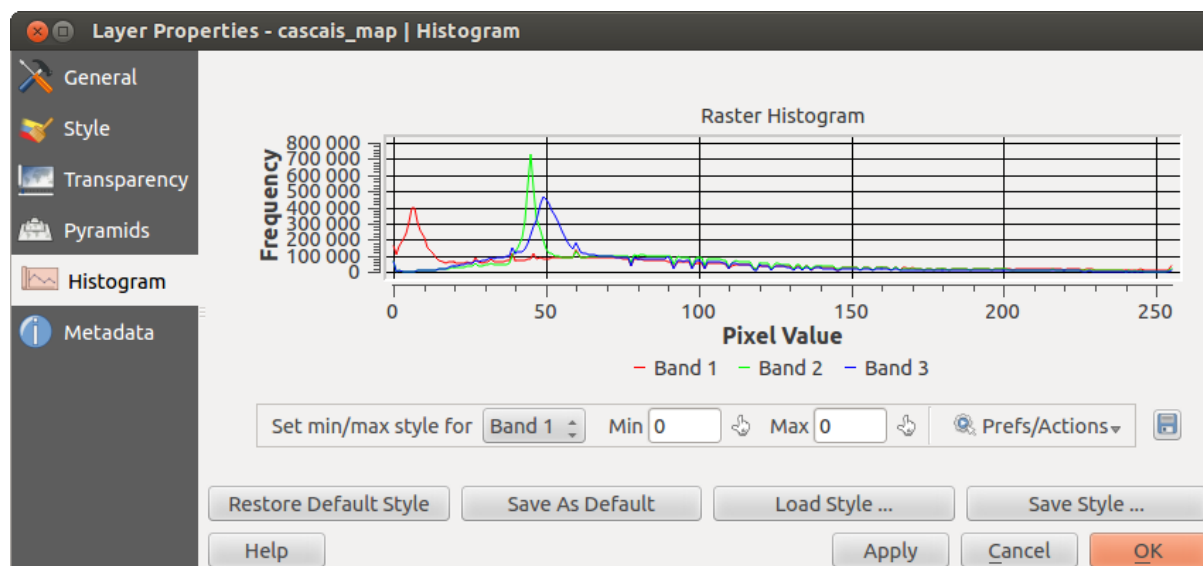 Layer Properties - cascais_map | Histogram
General
Style
Transparency
Pyramids
Histogram
Metadata
Raster Histogram
Frequency
800 000
700 000
600 000
500 000
400 000
300 000
200 000
100 000
0
0 50 100 150 200 250
Pixel Value
Band 1 Band 2 Band 3
Set min/max style for Band 1 Min 0 Max 0 Prefs/Actions
Restore Default Style Save As Default Load Style ... Save Style ...
Help Apply Cancel OK